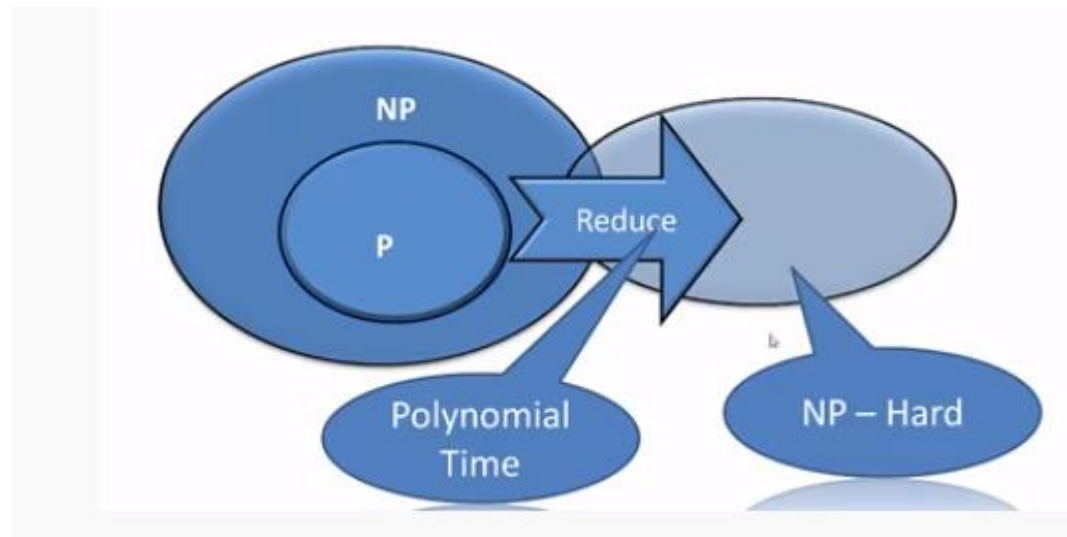 NP
P
Reduce
Polynomial
Time
NP – Hard